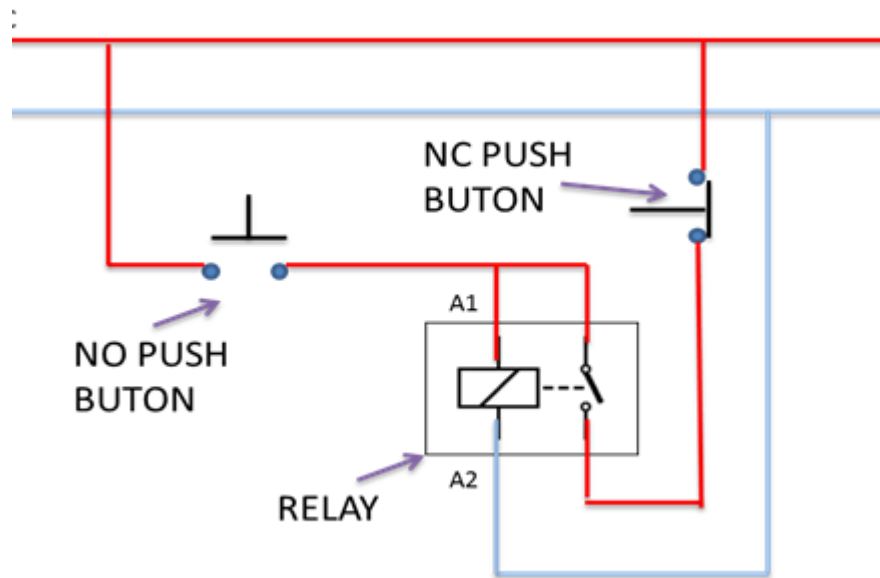 NC PUSH
BUTON
A1
NO PUSH
BUTON
A2
RELAY